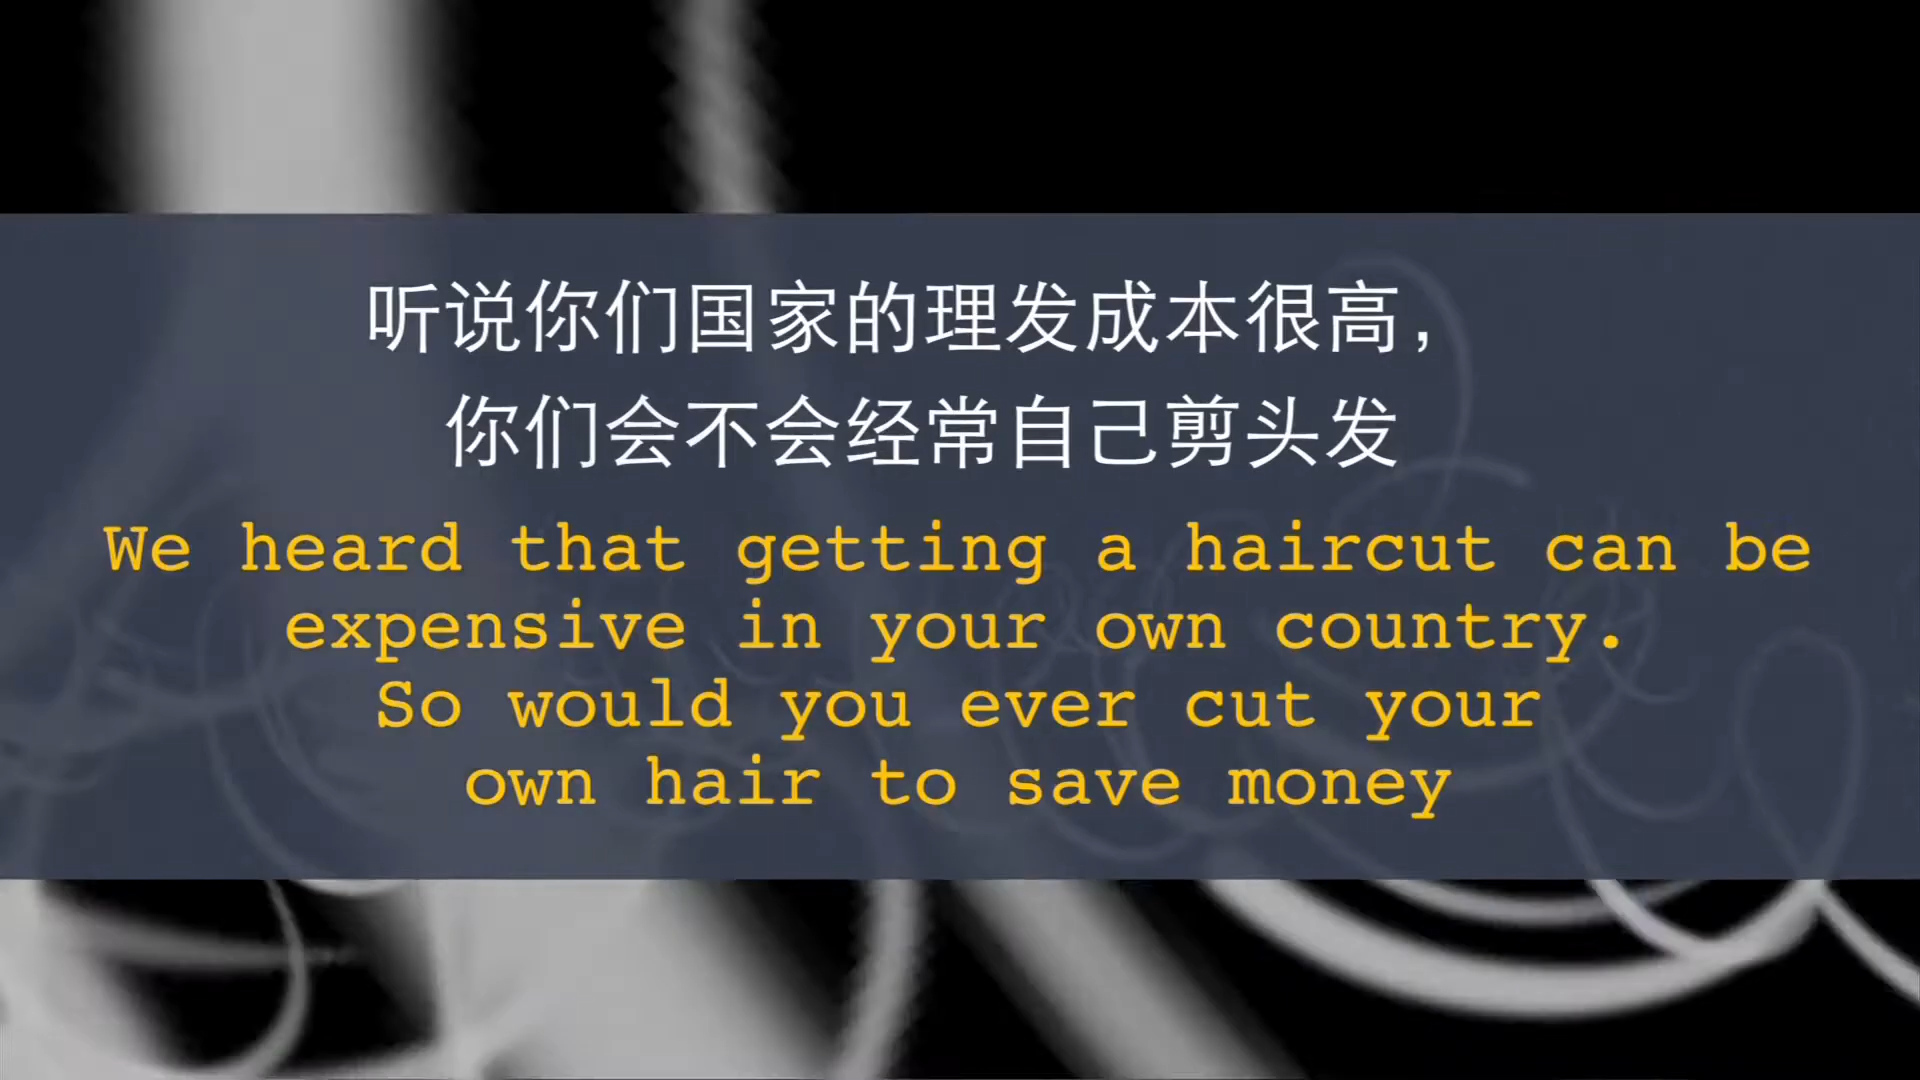 听说你们国家的理发成本很高，
你们会不会经常自己剪头发
We heard that getting a haircut can be
expensive in your own country.
So would you ever cut your
own hair to save money